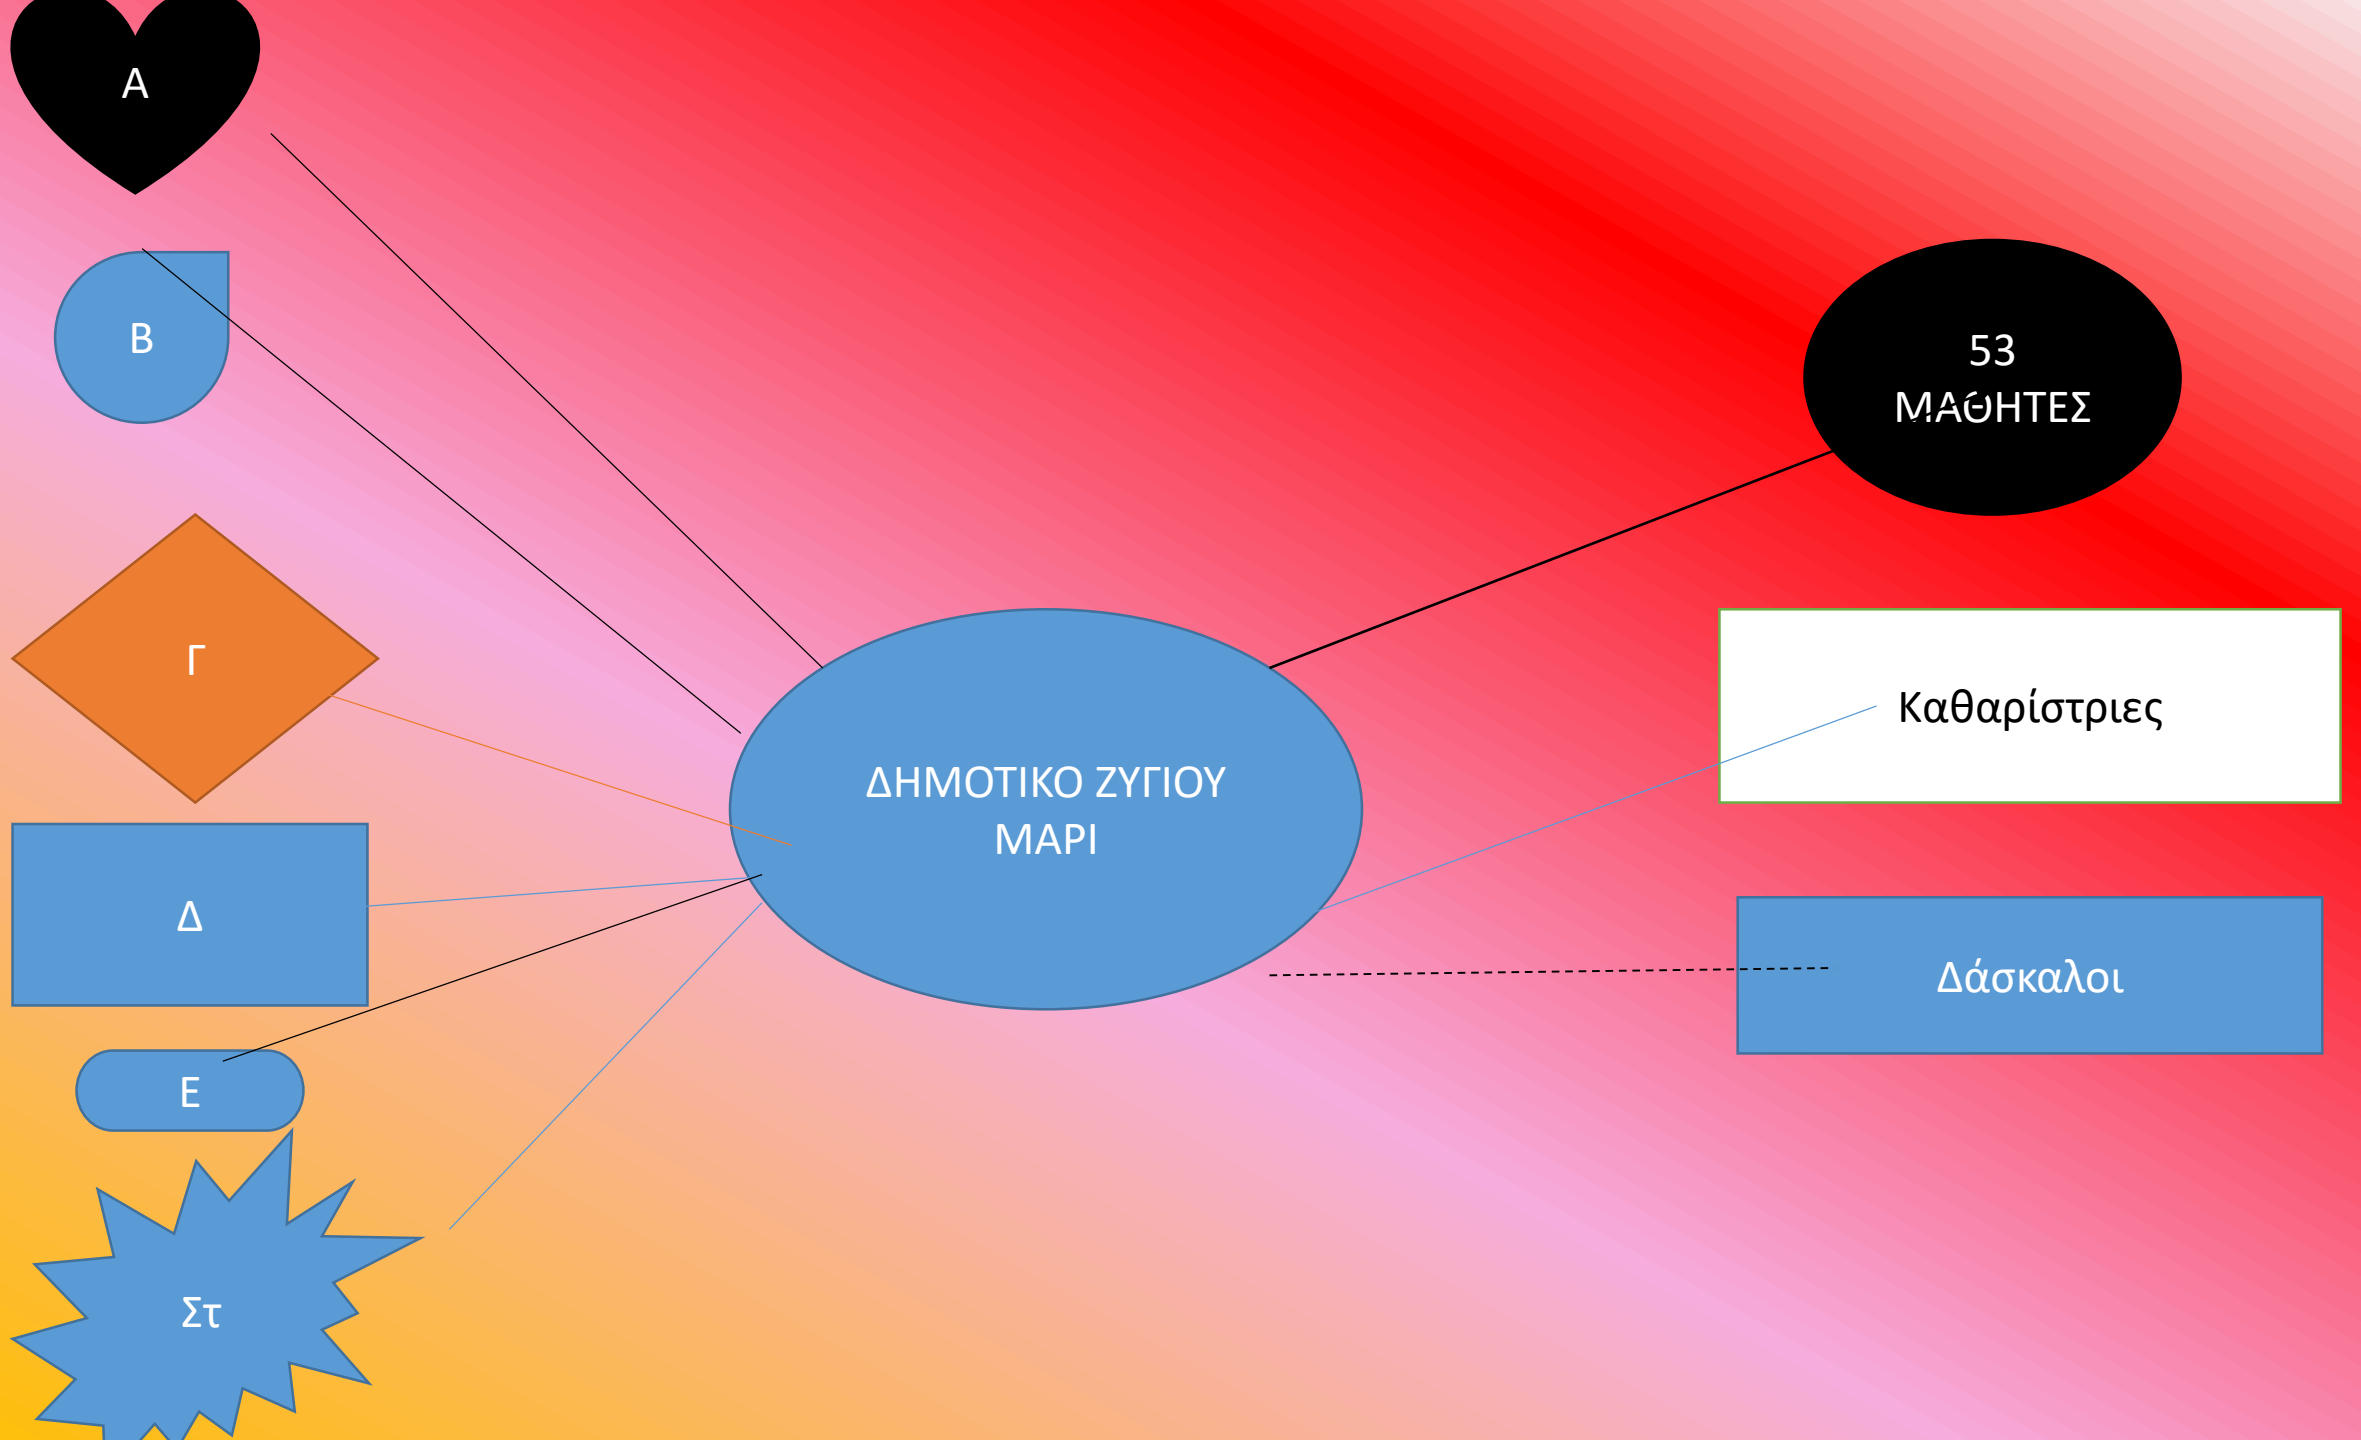 Α
Β
Γ
Δ
Ε
Στ
ΔΗΜΟΤΙΚΟ ΖΥΓΙΟΥ
ΜΑΡΙ
53
ΜΑΘΗΤΕΣ
Καθαρίστριες
Δάσκαλοι